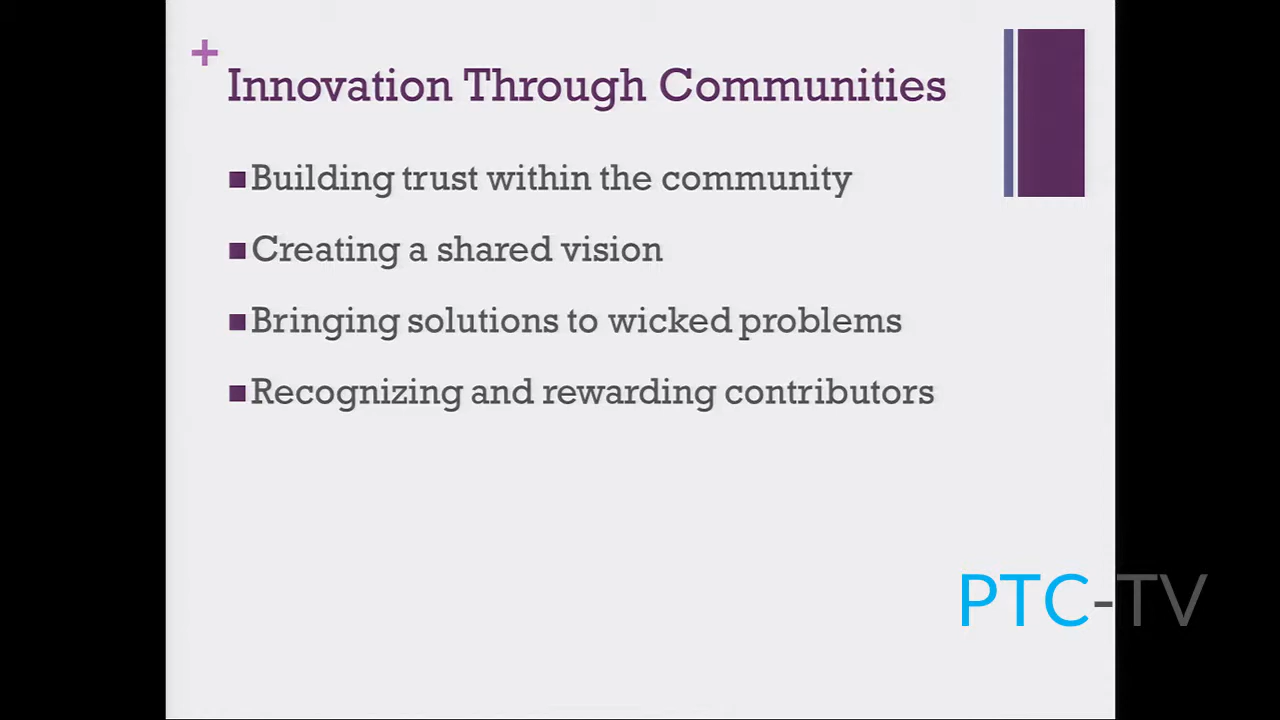 +
Innovation Through Communities
Building trust within the community
Creating a shared vision
Bringing solutions to wicked problems
Recognizing and rewarding contributors
PTC-TV